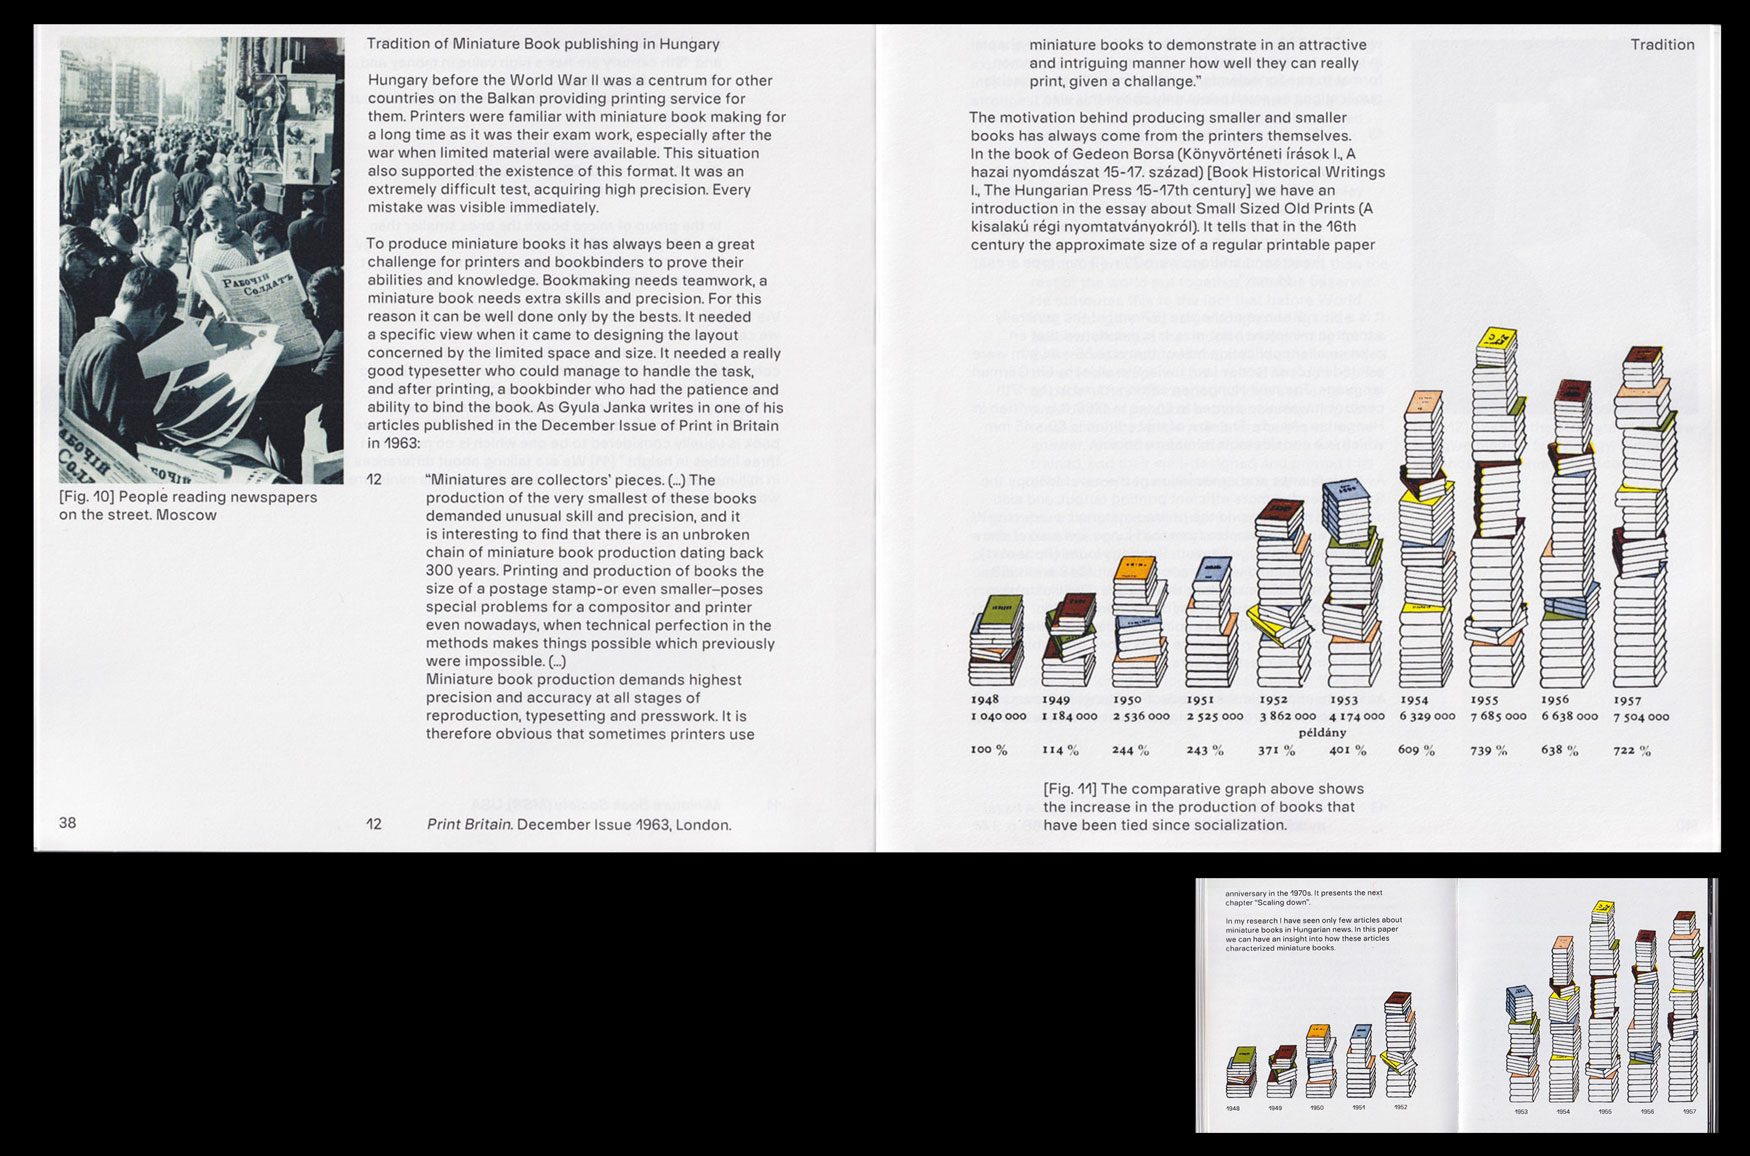 РАБОЧІЙ
СОЛДАТЪ
[Fig. 10] People reading newspapers
on the street. Moscow
38
Tradition of Miniature Book publishing in Hungary
Hungary before the World War II was a centrum for other
countries on the Balkan providing printing service for
them. Printers were familiar with miniature book making for
a long time as it was their exam work, especially after the
war when limited material were available. This situation
also supported the existence of this format. It was an
extremely difficult test, acquiring high precision. Every
mistake was visible immediately.
To produce miniature books it has always been a great
challenge for printers and bookbinders to prove their
abilities and knowledge. Bookmaking needs teamwork, a
miniature book needs extra skills and precision. For this
reason it can be well done only by the bests. It needed
a specific view when it came to designing the layout
concerned by the limited space and size. It needed a really
good typesetter who could manage to handle the task,
and after printing, a bookbinder who had the patience and
ability to bind the book. As Gyula Janka writes in one of his
articles published in the December Issue of Print in Britain
in 1963:
12 “Miniatures are collectors’ pieces. (...) The
production of the very smallest of these books
demanded unusual skill and precision, and it
is interesting to find that there is an unbroken
chain of miniature book production dating back
300 years. Printing and production of books the
size of a postage stamp-or even smaller–poses
special problems for a compositor and printer
even nowadays, when technical perfection in the
methods makes things possible which previously
were impossible. (...)
Miniature book production demands highest
precision and accuracy at all stages of
reproduction, typesetting and presswork. It is
therefore obvious that sometimes printers use
12 Print Britain. December Issue 1963, London.
Tradition
miniature books to demonstrate in an attractive
and intriguing manner how well they can really
print, given a challange.”
The motivation behind producing smaller and smaller
books has always come from the printers themselves.
In the book of Gedeon Borsa (Könyvörténeti írások I., A
hazai nyomdászat 15-17. század) [Book Historical Writings
I., The Hungarian Press 15-17th century] we have an
introduction in the essay about Small Sized Old Prints (A
kisalakú régi nyomtatványokról). It tells that in the 16th
century the approximate size of a regular printable paper
1948 1949 1950 1951 1952 1953 1954 1955 1956 1957
1 040 000 1 184 000 2 536 000 2 525 000 3 862 000 4 174 000 6 329 000 7 685 000 6 638 000 7 504 000
példány
100 % 114 % 244 % 243 % 371 % 401 % 609 % 739 % 638 % 722 %
[Fig. 11] The comparative graph above shows
the increase in the production of books that
have been tied since socialization.
anniversary in the 1970s. It presents the next
chapter “Scaling down”.
In my research I have seen only few articles about
miniature books in Hungarian news. In this paper
we can have an insight into how these articles
characterized miniature books.
1948 1949 1950 1951 1952
1953 1954 1955 1956 1957